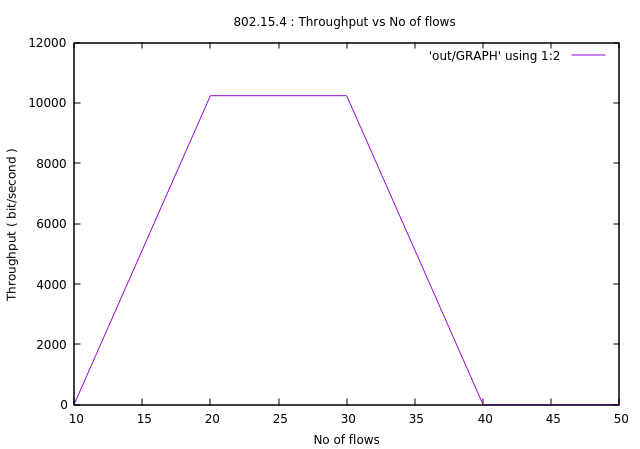 802.15.4 : Throughput vs No of flows
'out/GRAPH' using 1:2
Throughput ( bit/second )
12000
10000
8000
6000
4000
2000
0
10 15 20 25 30 35 40 45 50
No of flows